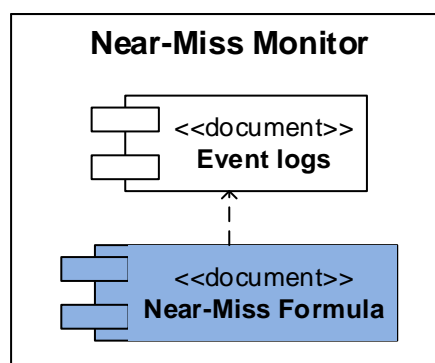 Near-Miss Monitor
<<document>>
Event logs
<<document>>
Near-Miss Formula